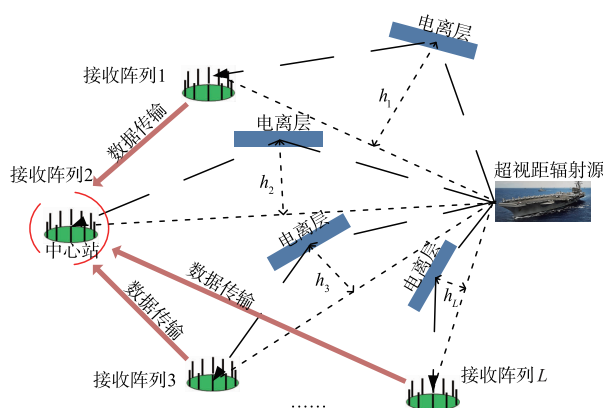 电离层
接收阵列1
h1
电离层
数据传输
超视距辐射源
接收阵列2
h2
电离层
中心站
电离层
数据传输
h3
hL
数据传输
接收阵列3
接收阵列L
……